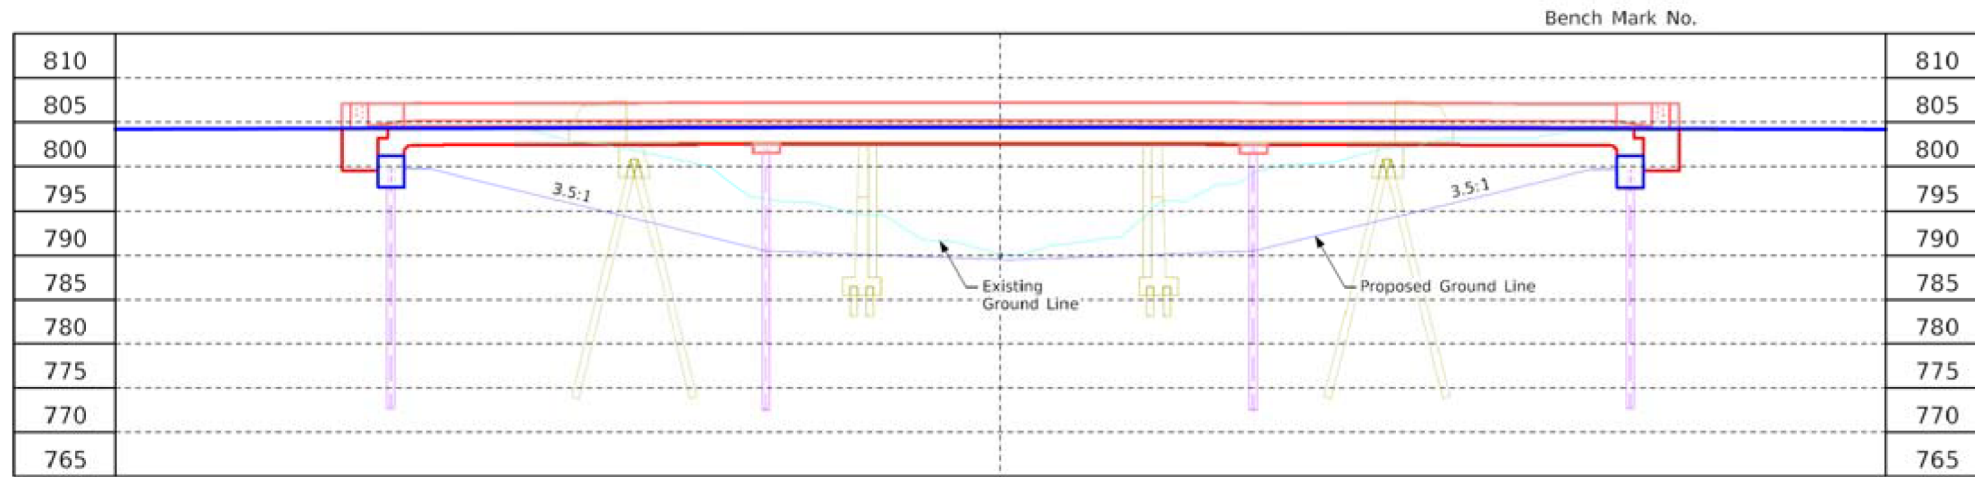 Bench Mark No.
810 810
805 805
800 800
795 3.5:1 3.5:1 795
790 790
785 Existing Proposed Ground Line 785
Ground Line
780 780
775 775
770 770
765 765